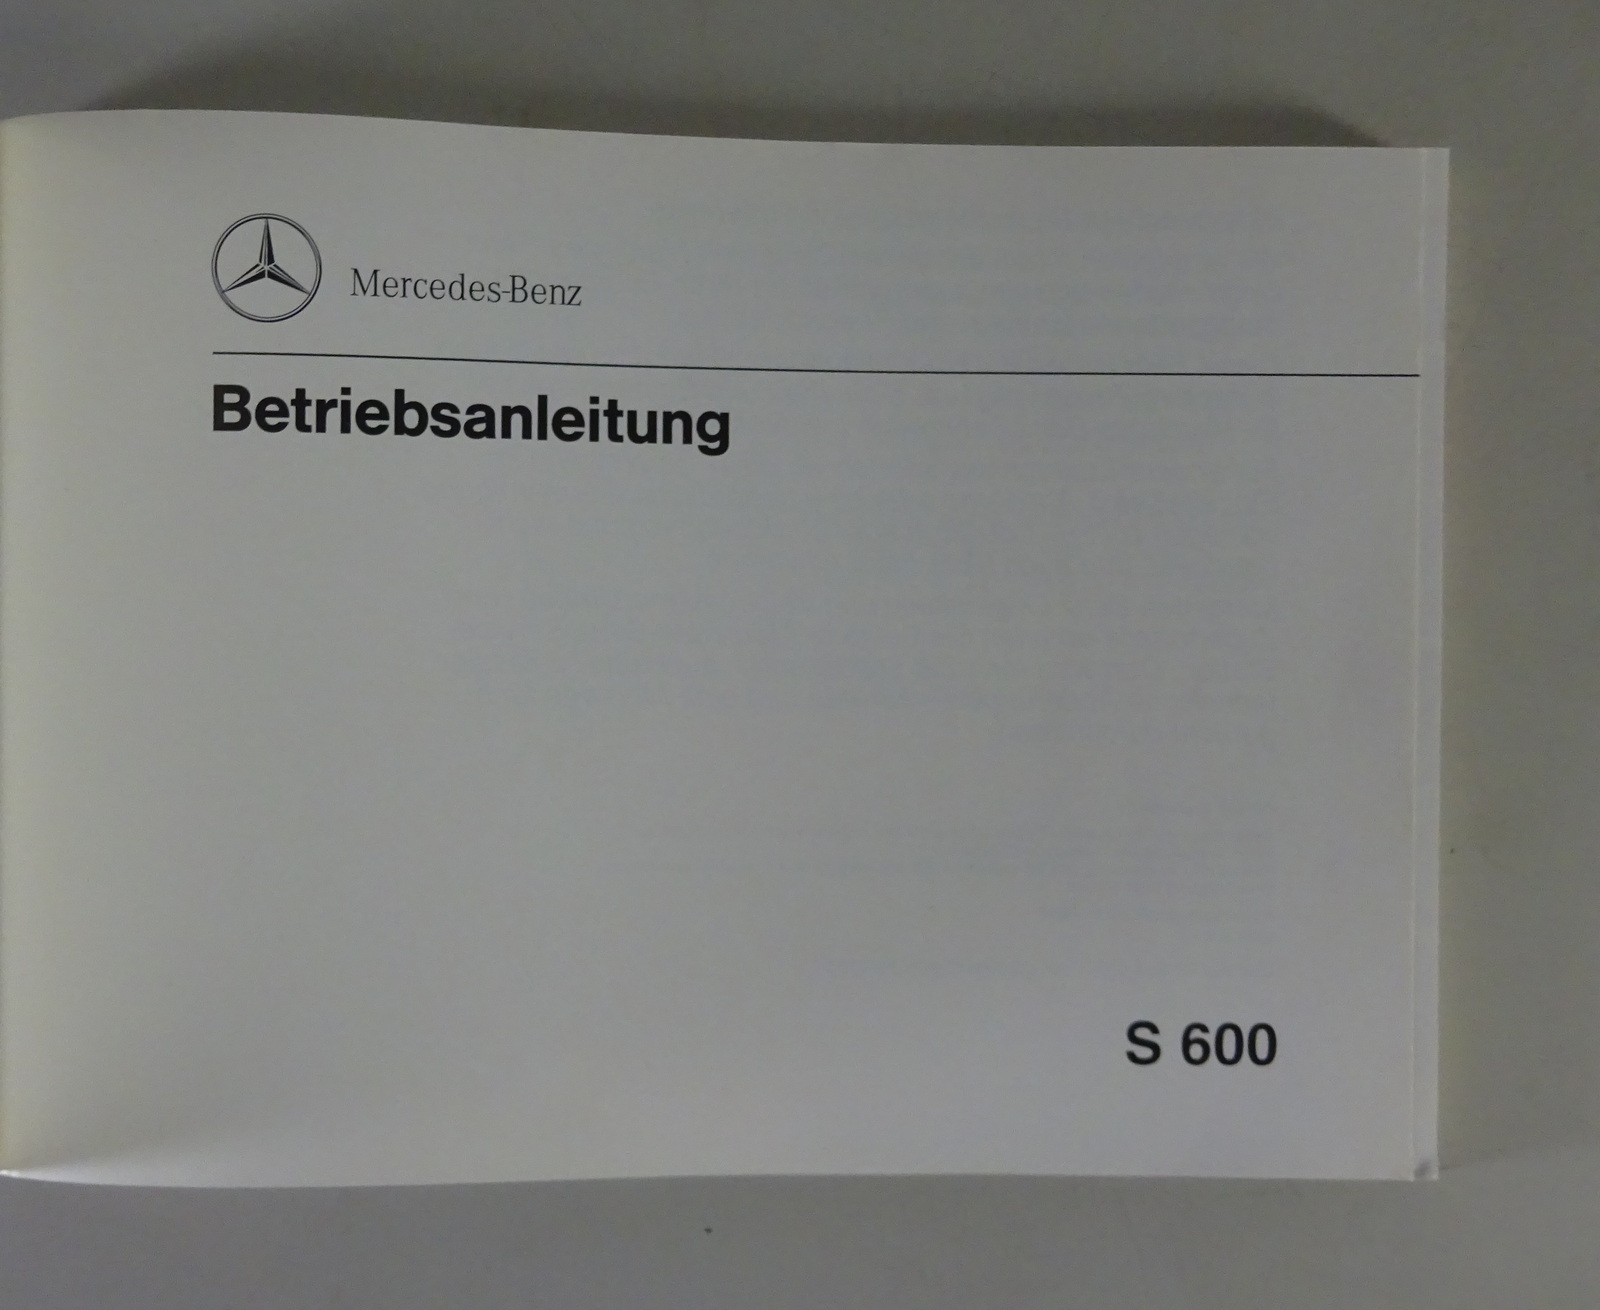 Mercedes-Benz
Betriebsanleitung
S 600